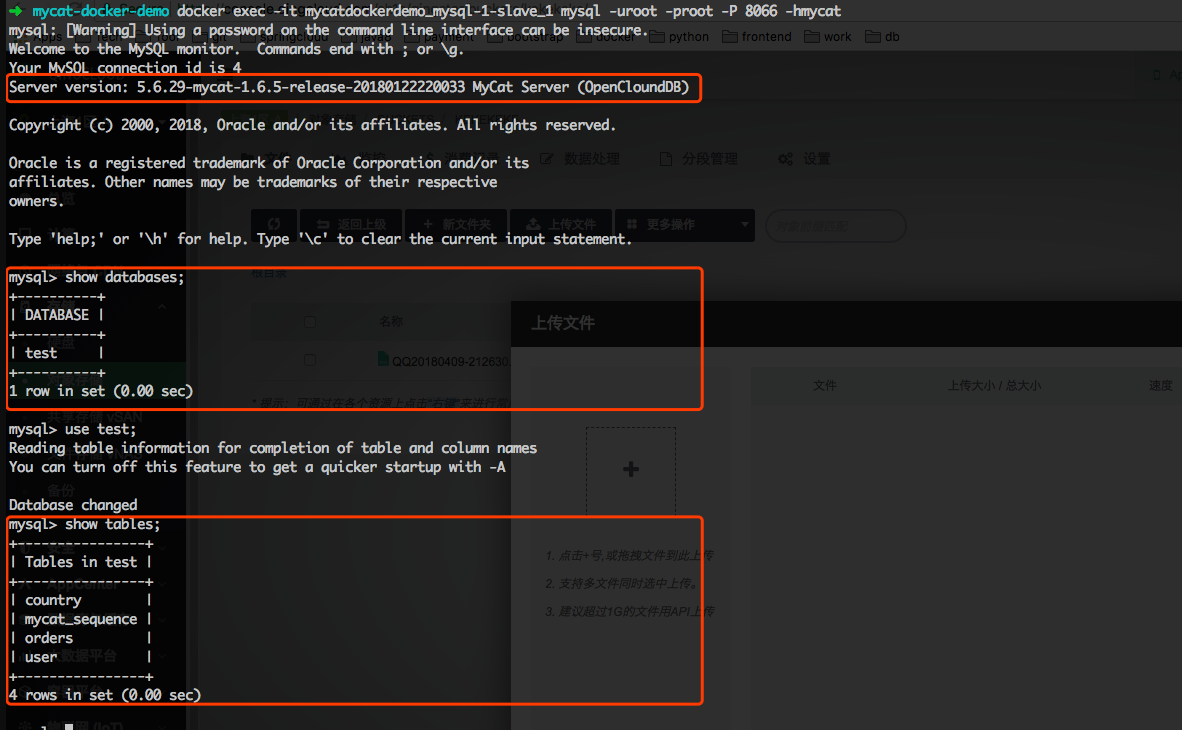 ➜ mycat-docker-demo docker exec -it mycatdockerdemo_mysql-1-slave_1 mysql -uroot -proot -P 8066 -hmycat
mysql: [Warning] Using a password on the command line interface can be insecure.
bootstrap docker python frontend work db
Welcome to the MySQL monitor.  Commands end with ; or \g.
Your MySQL connection id is 4
Server version: 5.6.29-mycat-1.6.5-release-20180122220033 MyCat Server (OpenCloundDB)
Copyright (c) 2000, 2018, Oracle and/or its affiliates. All rights reserved.
数据处理 分段管理 设置
Oracle is a registered trademark of Oracle Corporation and/or its
affiliates. Other names may be trademarks of their respective
owners.
返回上级 新文件夹 上传文件 更多操作
Type 'help;' or '\h' for help. Type '\c' to clear the current input statement.
mysql> show databases;
+----------+
| DATABASE |
+----------+
| test     |
+----------+
1 row in set (0.00 sec)
名称
上传文件
QQ20180409-212630
文件 上传大小 / 总大小 速度
mysql> use test;
Reading table information for completion of table and column names
You can turn off this feature to get a quicker startup with -A
备份
Database changed
mysql> show tables;
+----------------+
| Tables in test |
+----------------+
| country        |
| mycat_sequence |
| orders         |
| user           |
+----------------+
4 rows in set (0.00 sec)
1. 点击+号,或拖拽文件到此上传
2. 支持多文件同时选中上传。
3. 建议超过1G的文件用API上传